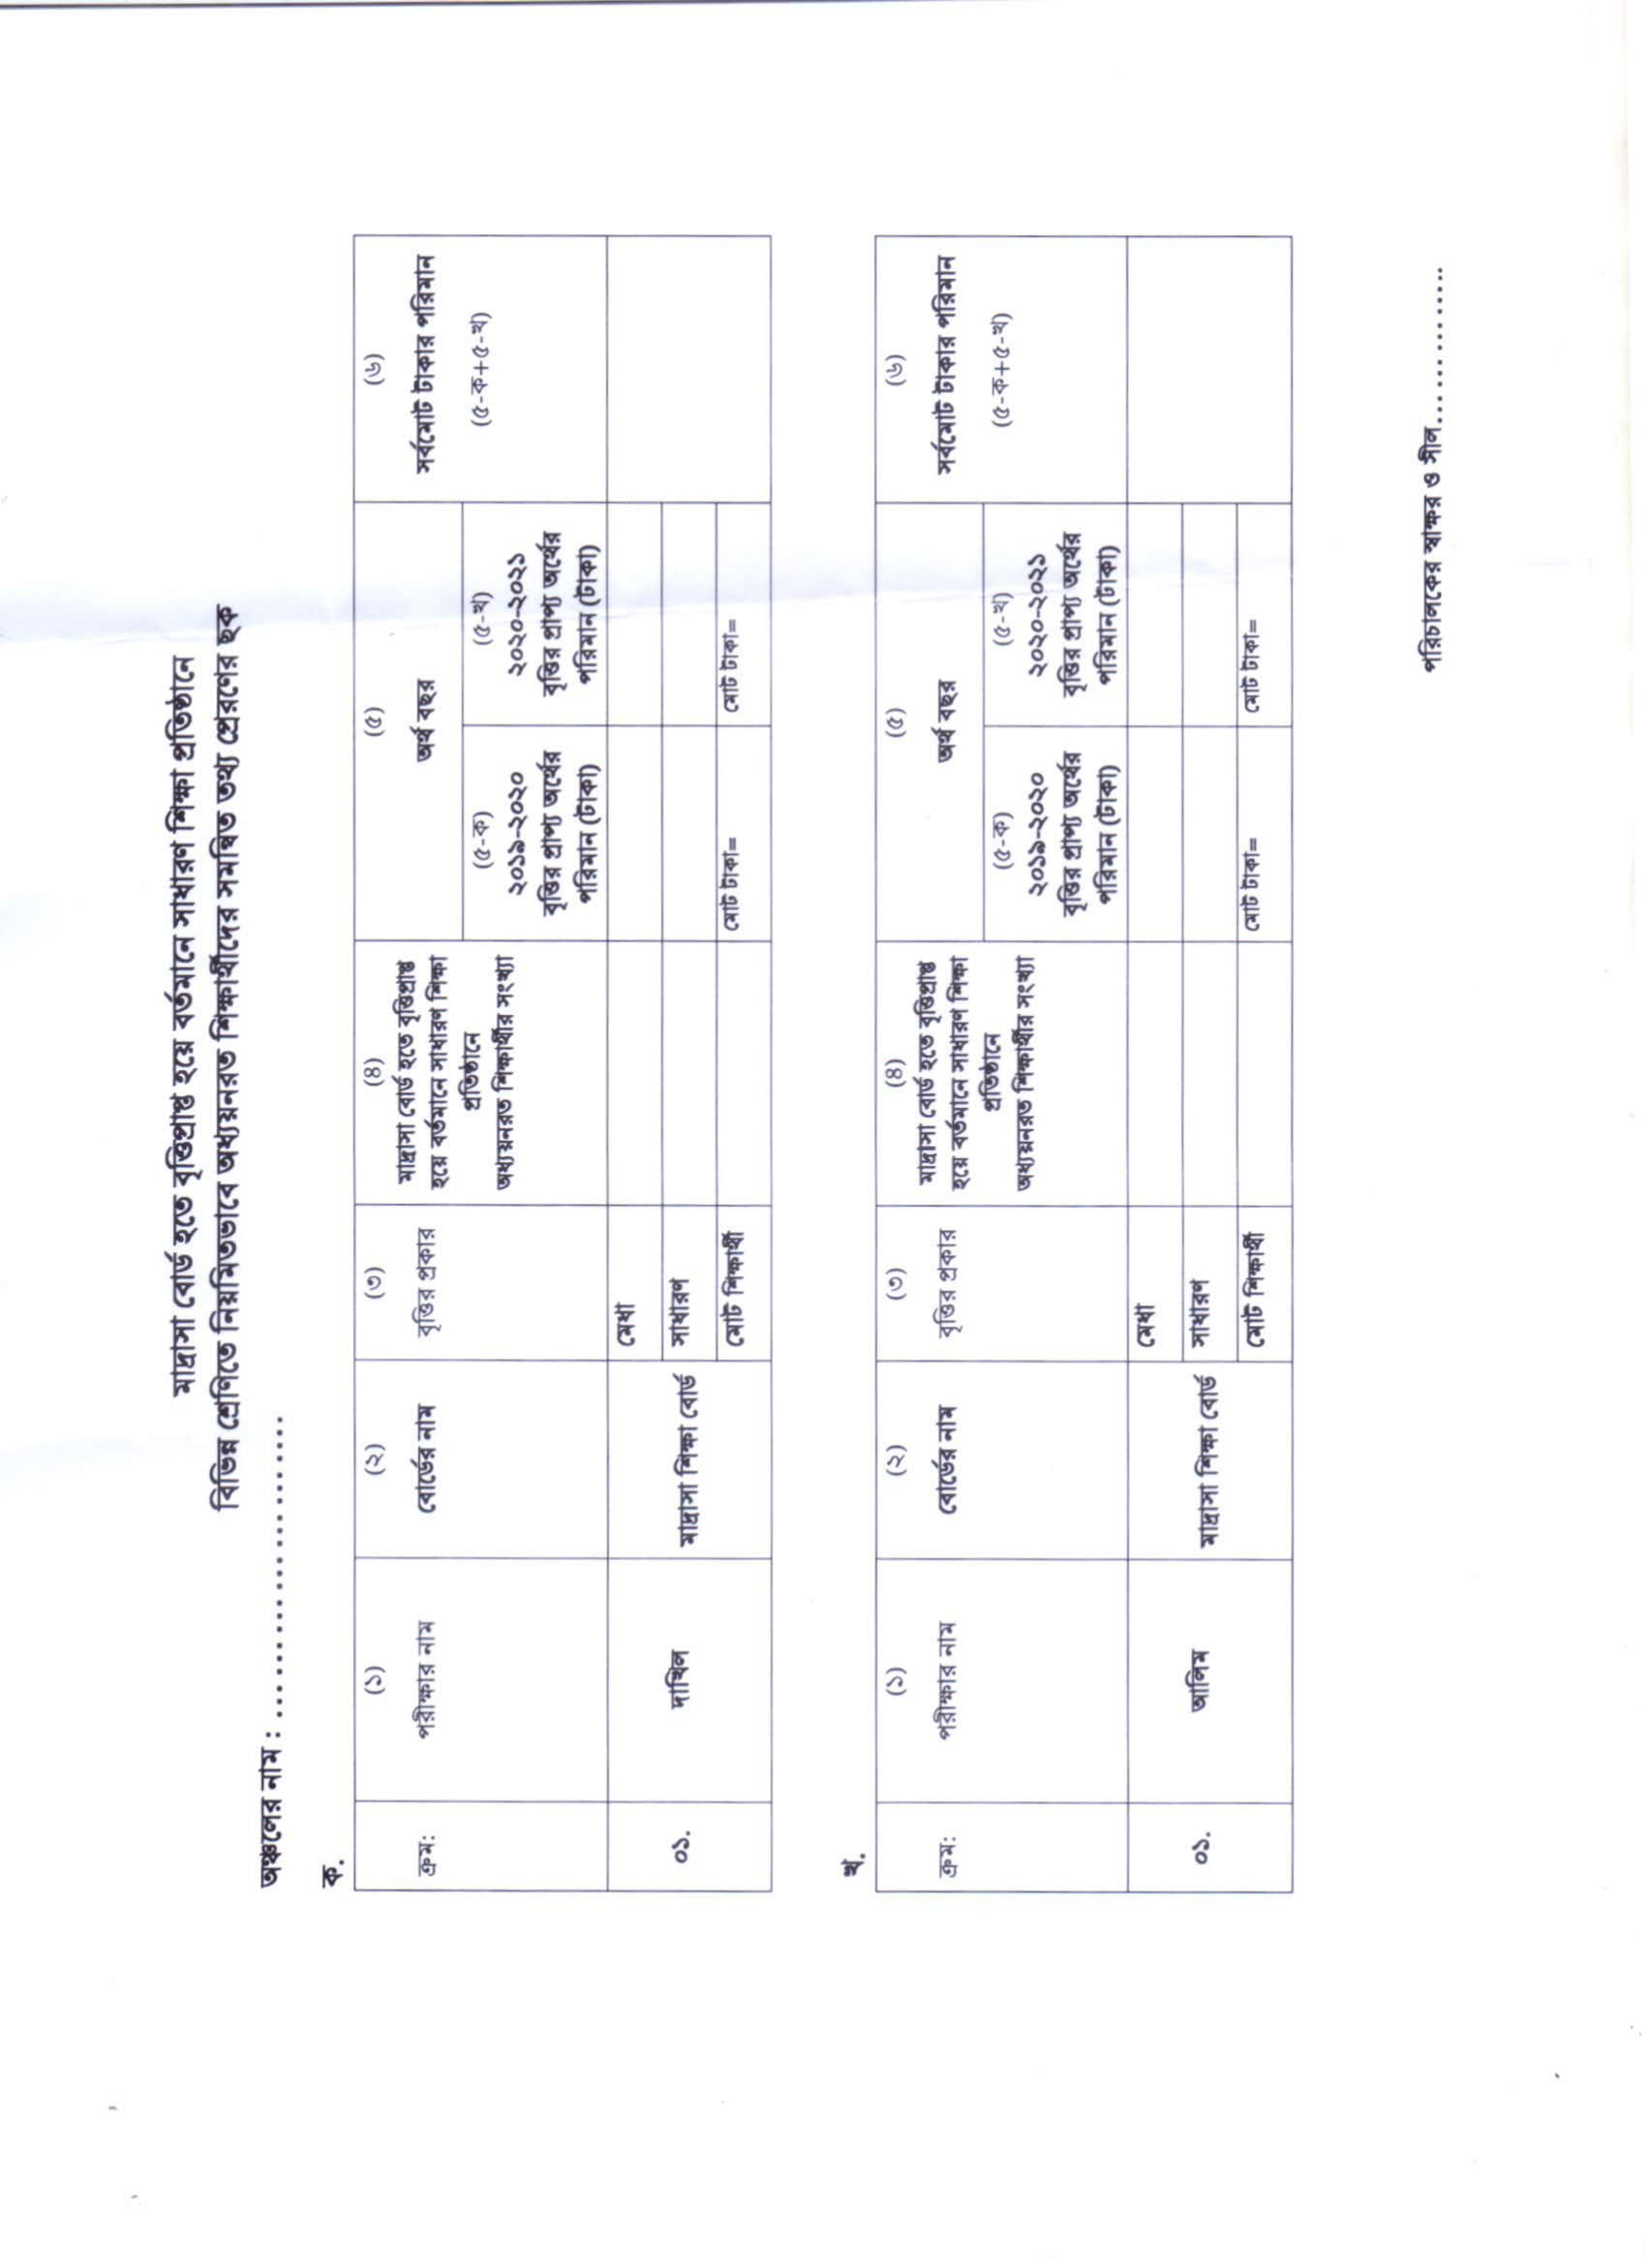 মাদ্রাসা বোর্ড হতে বৃত্তিপ্রাপ্ত হয়ে বর্তমানে সাধারণ শিক্ষা প্রতিষ্ঠানে
বিভিন্ন শ্রেণিতে নিয়মিতভাবে অধ্যয়নরত শিক্ষার্থীদের সমন্বিত তথ্য প্রেরণের ছক
অঞ্চলের নাম : ........................................
ক.
ক্রম:
(১)
পরীক্ষার নাম
(২)
বোর্ডের নাম
(৩)
বৃত্তির প্রকার
(৪)
মাদ্রাসা বোর্ড হতে বৃত্তিপ্রাপ্ত
হয়ে বর্তমানে সাধারণ শিক্ষা
প্রতিষ্ঠানে
অধ্যয়নরত শিক্ষার্থীর সংখ্যা
(৫)
অর্থ বছর
(৫-ক)
২০১৯-২০২০
বৃত্তির প্রাপ্য অর্থের
পরিমান (টাকা)
(৫-খ)
২০২০-২০২১
বৃত্তির প্রাপ্য অর্থের
পরিমান (টাকা)
(৬)
সর্বমোট টাকার পরিমান
(৫-ক+৫-খ)
০১.
দাখিল
মাদ্রাসা শিক্ষা বোর্ড
মেধা
সাধারণ
মোট শিক্ষার্থী
মোট টাকা=
মোট টাকা=
খ.
ক্রম:
(১)
পরীক্ষার নাম
(২)
বোর্ডের নাম
(৩)
বৃত্তির প্রকার
(৪)
মাদ্রাসা বোর্ড হতে বৃত্তিপ্রাপ্ত
হয়ে বর্তমানে সাধারণ শিক্ষা
প্রতিষ্ঠানে
অধ্যয়নরত শিক্ষার্থীর সংখ্যা
(৫)
অর্থ বছর
(৫-ক)
২০১৯-২০২০
বৃত্তির প্রাপ্য অর্থের
পরিমান (টাকা)
(৫-খ)
২০২০-২০২১
বৃত্তির প্রাপ্য অর্থের
পরিমান (টাকা)
(৬)
সর্বমোট টাকার পরিমান
(৫-ক+৫-খ)
০১.
আলিম
মাদ্রাসা শিক্ষা বোর্ড
মেধা
সাধারণ
মোট শিক্ষার্থী
মোট টাকা=
মোট টাকা=
পরিচালকের স্বাক্ষর ও সীল..................